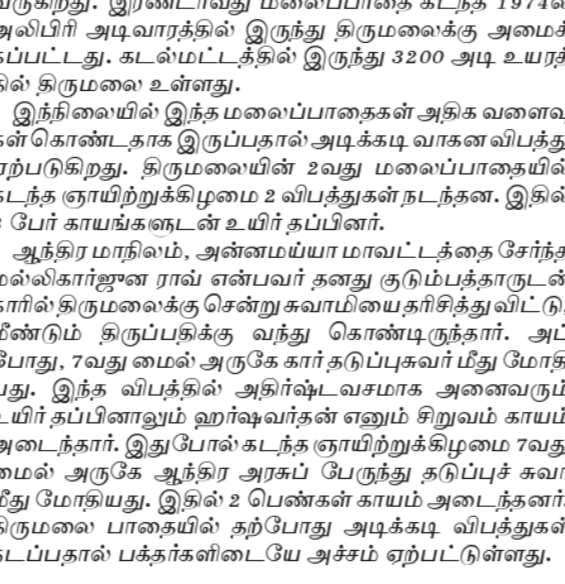 வருகிறது. இரண்டாவது மலைப்பாதை கடந்த 1974ல்
அலிபிரி அடிவாரத்தில் இருந்து திருமலைக்கு அமைக்
கப்பட்டது. கடல்மட்டத்தில் இருந்து 3200 அடி உயரத்
தில் திருமலை உள்ளது.
இந்நிலையில் இந்த மலைப்பாதைகள் அதிக வளைவு
கள் கொண்டதாக இருப்பதால் அடிக்கடி வாகன விபத்து
ஏற்படுகிறது. திருமலையின் 2வது மலைப்பாதையில்
கடந்த ஞாயிற்றுக்கிழமை 2 விபத்துகள் நடந்தன. இதில்
பேர் காயங்களுடன் உயிர் தப்பினர்.
ஆந்திர மாநிலம், அன்னமய்யா மாவட்டத்தை சேர்ந்த
மல்லிகார்ஜுன ராவ் என்பவர் தனது குடும்பத்தாருடன்
காரில் திருமலைக்கு சென்று சுவாமியை தரிசித்து விட்டு,
மீண்டும் திருப்பதிக்கு வந்து கொண்டிருந்தார். அப்
போது, 7வது மைல் அருகே கார் தடுப்புசுவர் மீது மோதி
யது. இந்த விபத்தில் அதிர்ஷ்டவசமாக அனைவரும்
உயிர் தப்பினாலும் ஹர்ஷவர்தன் எனும் சிறுவம் காயம்
அடைந்தார். இதுபோல் கடந்த ஞாயிற்றுக்கிழமை 7வது
மைல் அருகே ஆந்திர அரசுப் பேருந்து தடுப்புச் சுவர்
மீது மோதியது. இதில் 2 பெண்கள் காயம் அடைந்தனர்.
திருமலை பாதையில் தற்போது அடிக்கடி விபத்துகள்
நடப்பதால் பக்தர்களிடையே அச்சம் ஏற்பட்டுள்ளது.